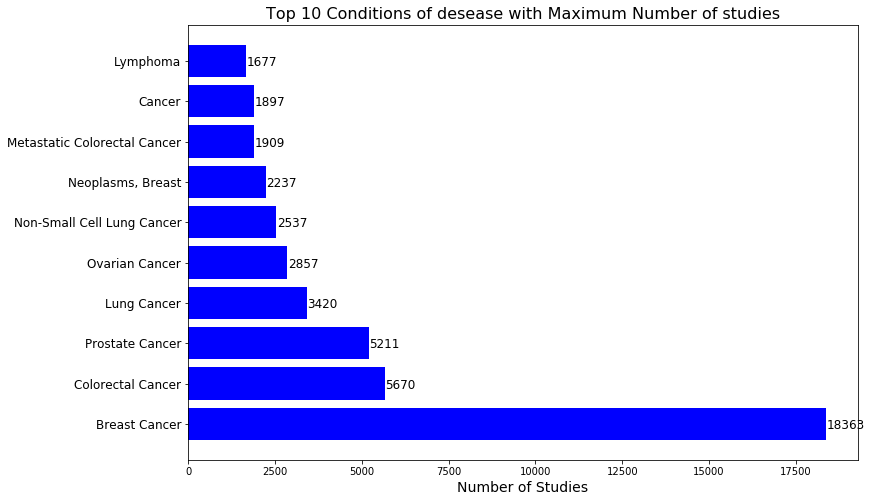 Top 10 Conditions of desease with Maximum Number of studies
Lymphoma 1677
Cancer 1897
Metastatic Colorectal Cancer 1909
Neoplasms, Breast 2237
Non-Small Cell Lung Cancer 2537
Ovarian Cancer 2857
Lung Cancer 3420
Prostate Cancer 5211
Colorectal Cancer 5670
Breast Cancer 18363
0 2500 5000 7500 10000 12500 15000 17500
Number of Studies